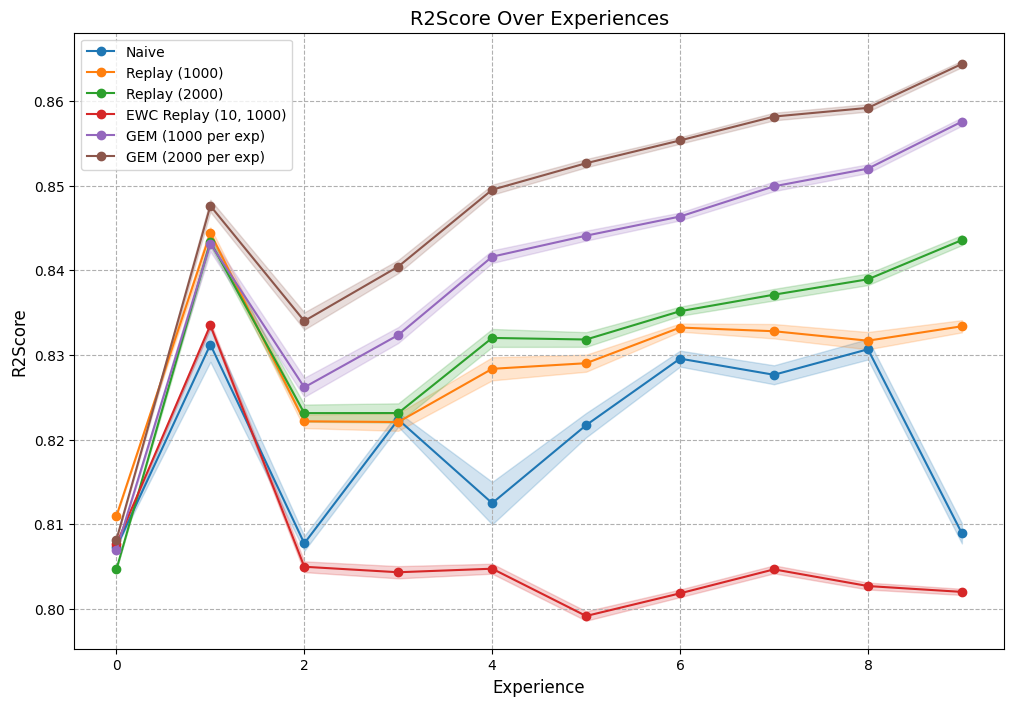 R2Score Over Experiences
Naive
Replay (1000)
Replay (2000)
EWC Replay (10, 1000)
GEM (1000 per exp)
GEM (2000 per exp)
R2Score
0.86
0.85
0.84
0.83
0.82
0.81
0.80
0 2 4 6 8
Experience